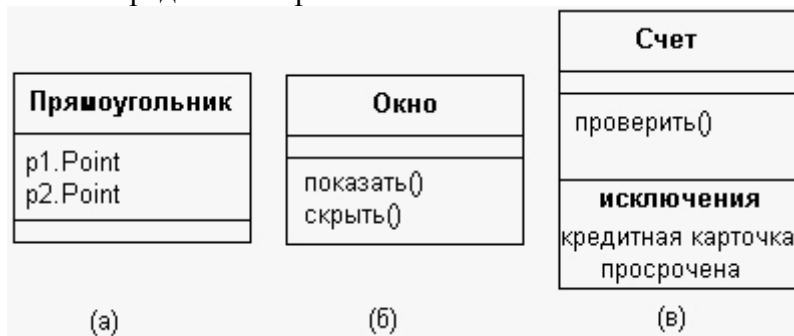 Прямоугольник
p1.Point
p2.Point
(а)
Окно
показать()
скрыть()
(б)
Счет
проверить()
исключения
кредитная карточка
просрочена
(в)